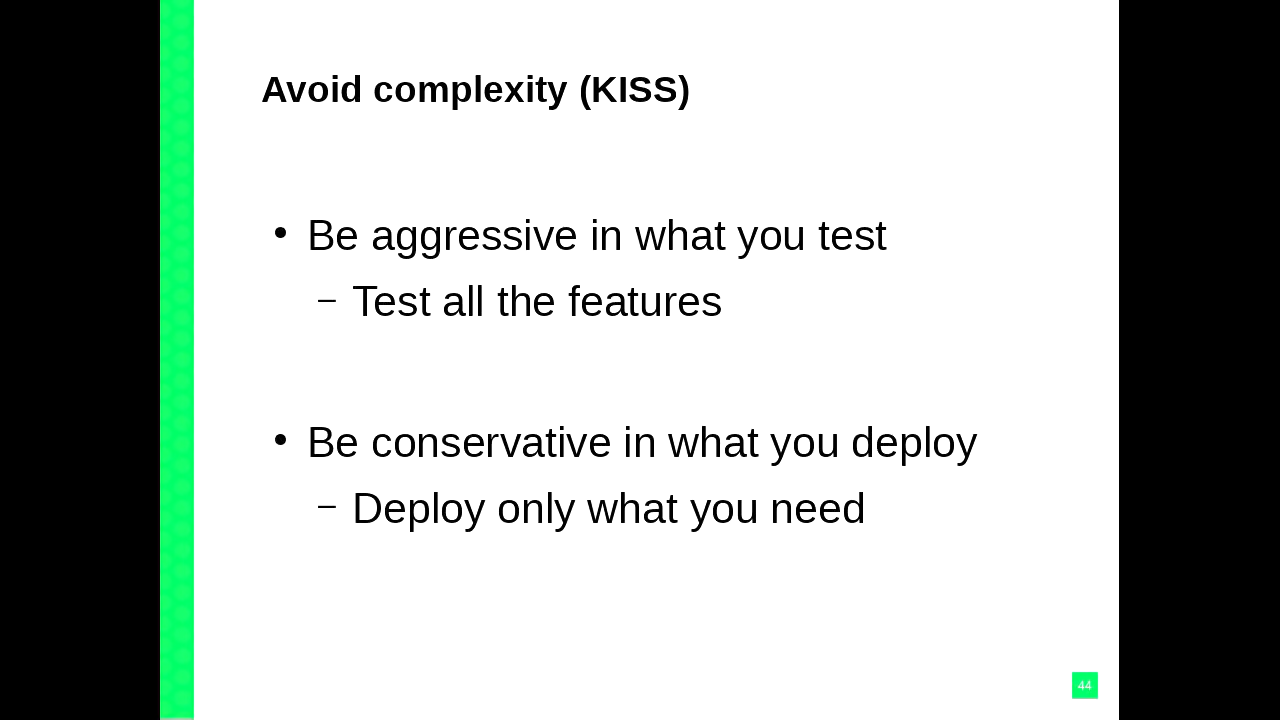 Avoid complexity (KISS)
• Be aggressive in what you test
– Test all the features
• Be conservative in what you deploy
– Deploy only what you need
44